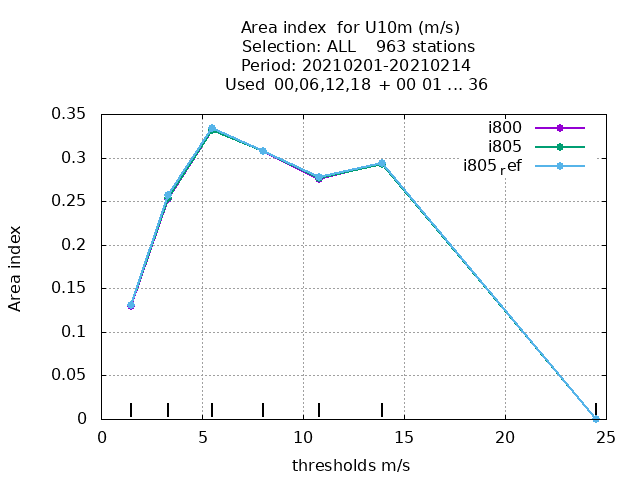 Area index  for U10m (m/s)
Selection: ALL    963 stations
Period: 20210201-20210214
Used  00,06,12,18  + 00 01 ... 36
0.35
0.3
0.25
0.2
0.15
0.1
0.05
0
Area index
i800
i805
i805ref
0 5 10 15 20 25
thresholds m/s